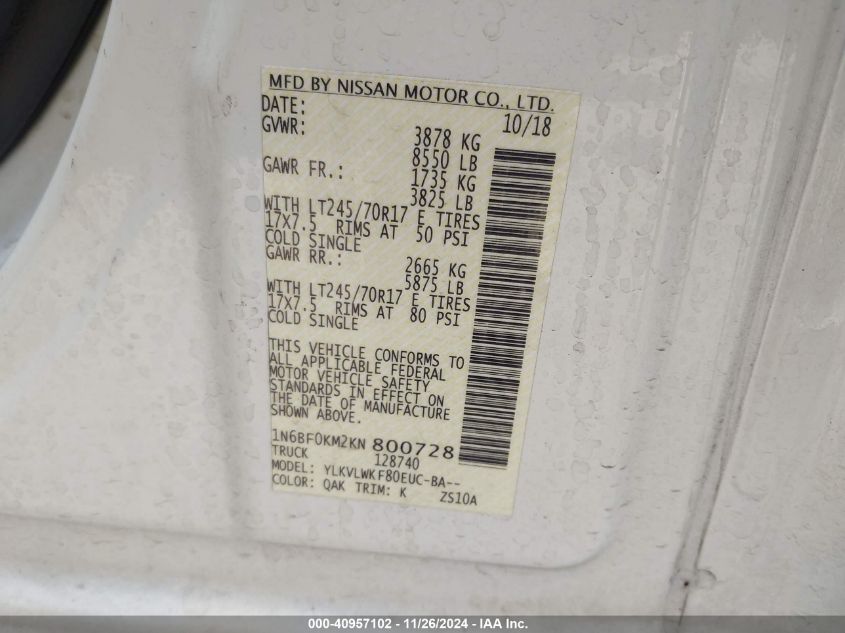 MFD BY NISSAN MOTOR CO., LTD.
DATE: 10/18
GVWR: 3878 KG
8550 LB
GAWR FR.: 1735 KG
3825 LB
WITH LT245/70R17 E TIRES
17X7.5 RIMS AT 50 PSI
COLD SINGLE
GAWR RR.: 2665 KG
5875 LB
WITH LT245/70R17 E TIRES
17X7.5 RIMS AT 80 PSI
COLD SINGLE
THIS VEHICLE CONFORMS TO
ALL APPLICABLE FEDERAL
MOTOR VEHICLE SAFETY
STANDARDS IN EFFECT ON
THE DATE OF MANUFACTURE
SHOWN ABOVE.
1N6BF0KM2KN 800728
TRUCK 128740
MODEL: YLKVLWKF80EUC-BA--
COLOR: QAK TRIM: K ZS10A
000-40957102 - 11/26/2024 - IAA Inc.